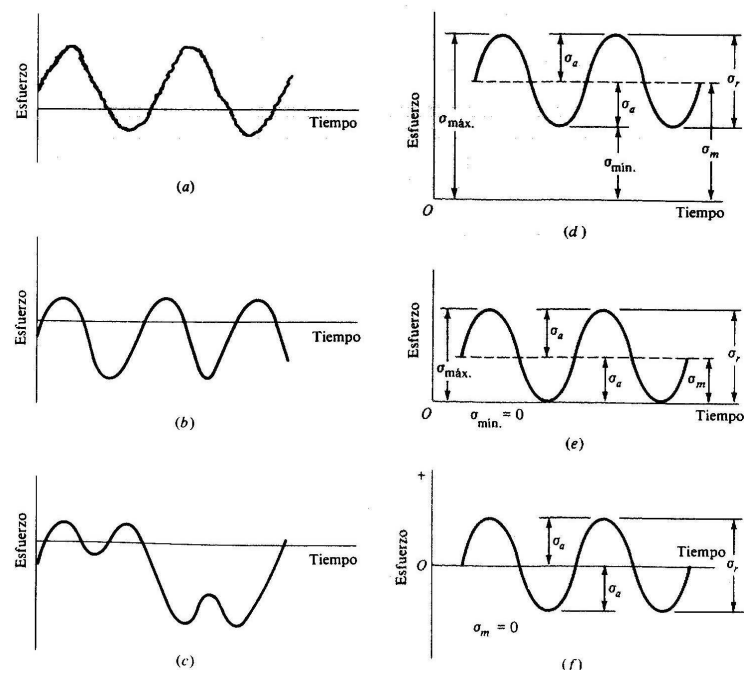 Esfuerzo
Tiempo
(a)
Esfuerzo
Tiempo
(b)
Esfuerzo
Tiempo
(c)
Esfuerzo
σmáx.
σa
σa
σmín.
σr
σm
O
Tiempo
(d)
Esfuerzo
σmáx.
σa
σa
σm
σr
O
σmin. = 0
Tiempo
(e)
+
Esfuerzo
O
σa
σa
Tiempo
σr
σm = 0
(f)